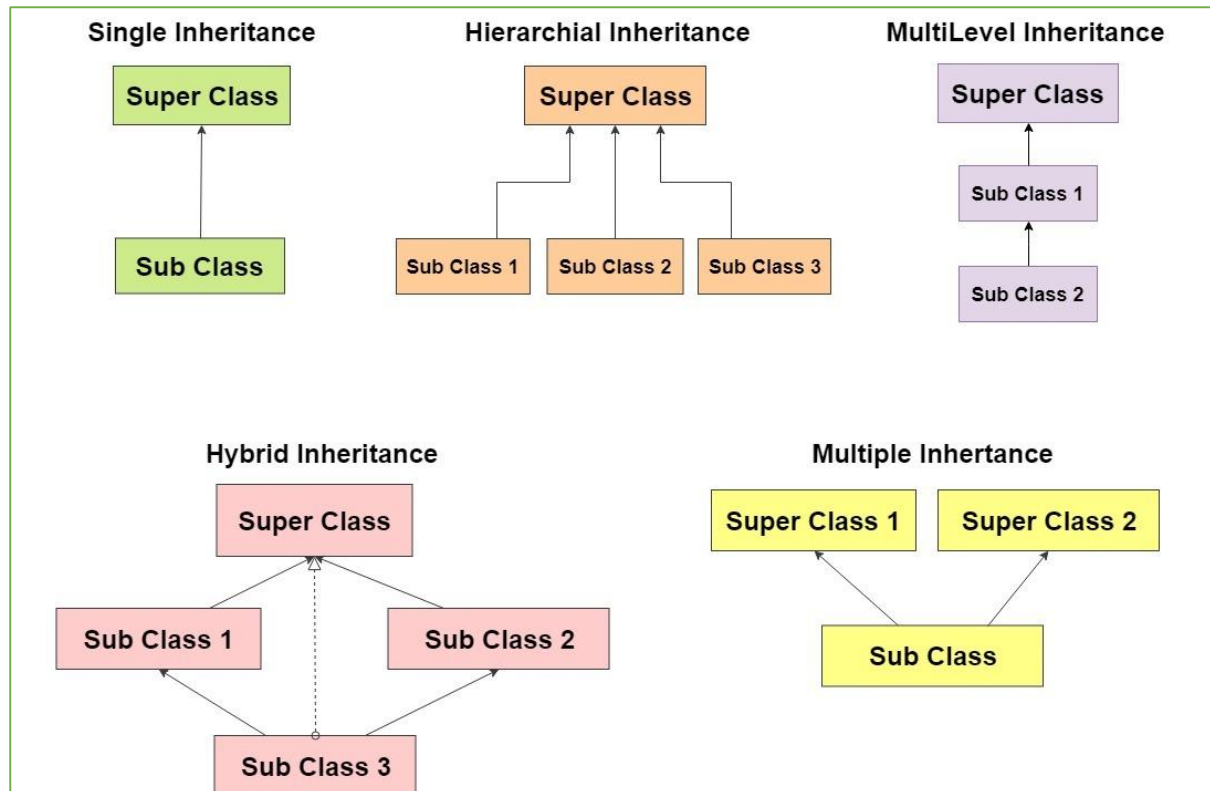 Single Inheritance
Super Class
Sub Class
Hierarchial Inheritance
Super Class
Sub Class 1
Sub Class 2
Sub Class 3
MultiLevel Inheritance
Super Class
Sub Class 1
Sub Class 2
Hybrid Inheritance
Super Class
Sub Class 1
Sub Class 2
Sub Class 3
Multiple Inhertance
Super Class 1
Super Class 2
Sub Class